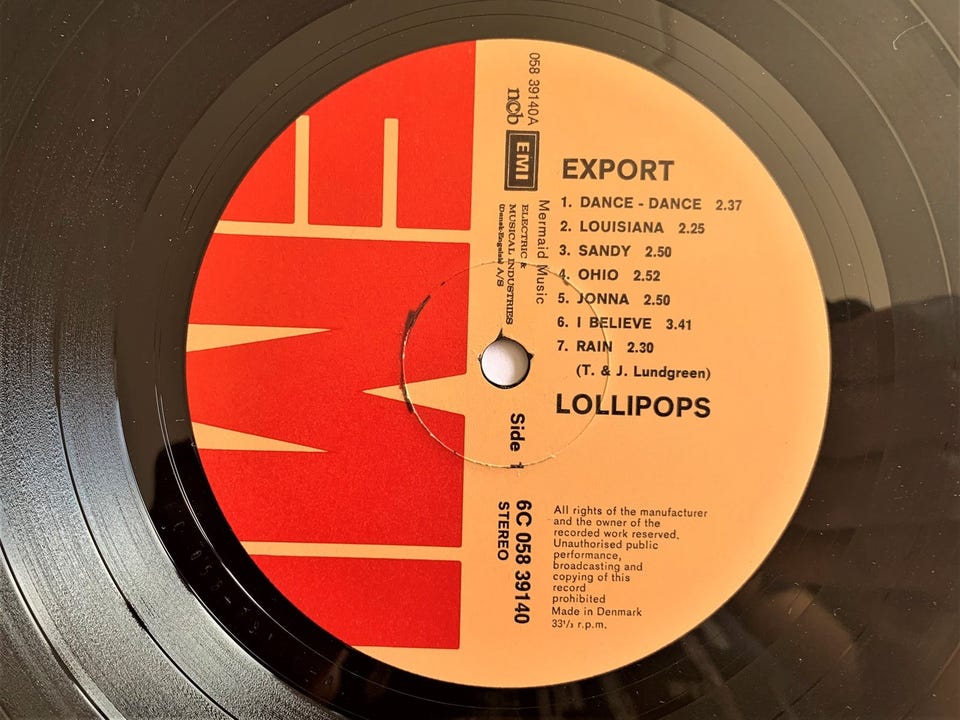 EXPORT
1. DANCE - DANCE 2.37
2. LOUISIANA 2.25
3. SANDY 2.50
4. OHIO 2.52
5. JONNA 2.50
6. I BELIEVE 3.41
7. RAIN 2.30
(T. & J. Lundgreen)
LOLLIPOPS
All rights of the manufacturer
and the owner of the
recorded work reserved.
Unauthorised public
performance,
broadcasting and
copying of this
record
prohibited
Made in Denmark
33⅓ r.p.m.
058 39140A
ncb
EMI
Mermaid Music
ELECTRIC &
MUSICAL INDUSTRIES
(Dansk-Engelsk) A/S
Side 1
6C 058 39140
STEREO
EMI